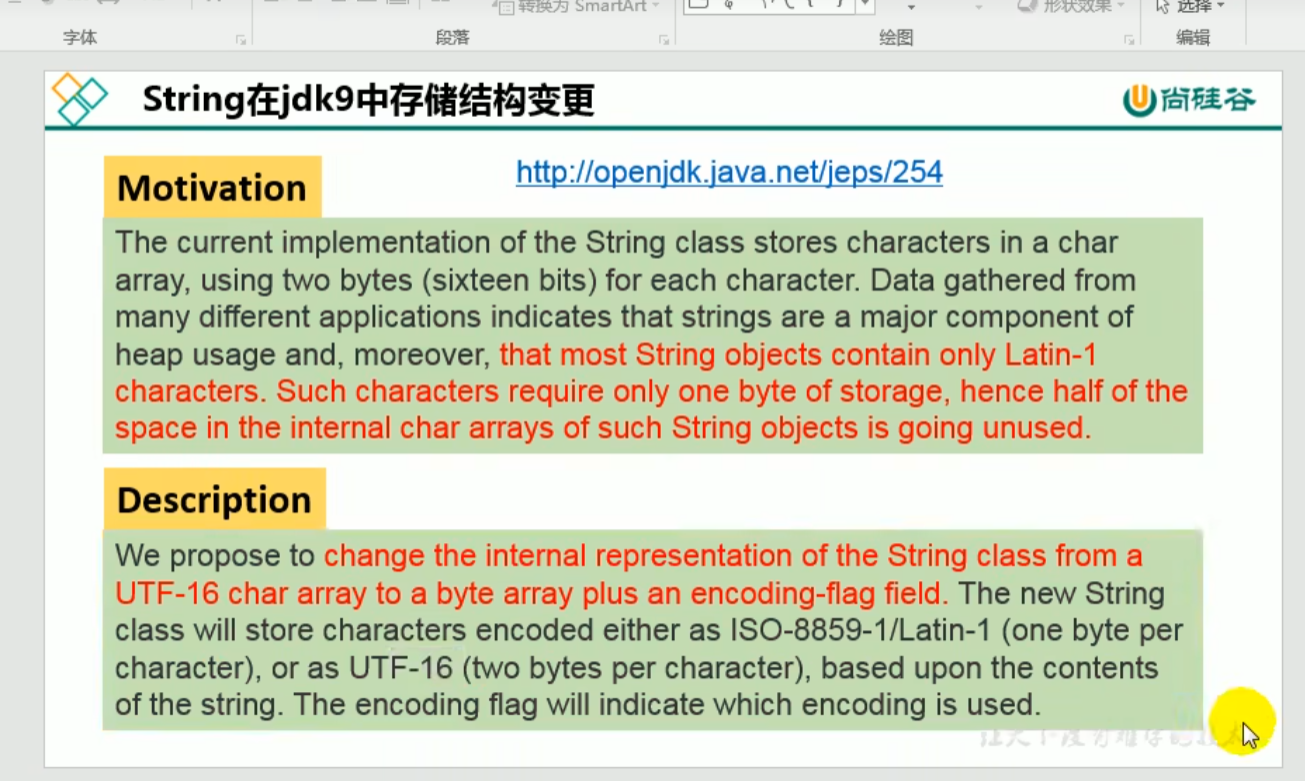 转换为 SmartArt
形状效果
选择
字体
段落
绘图
编辑
String在jdk9中存储结构变更
尚硅谷
Motivation
http://openjdk.java.net/jeps/254
The current implementation of the String class stores characters in a char
array, using two bytes (sixteen bits) for each character. Data gathered from
many different applications indicates that strings are a major component of
heap usage and, moreover, that most String objects contain only Latin-1
characters. Such characters require only one byte of storage, hence half of the
space in the internal char arrays of such String objects is going unused.
Description
We propose to change the internal representation of the String class from a
UTF-16 char array to a byte array plus an encoding-flag field. The new String
class will store characters encoded either as ISO-8859-1/Latin-1 (one byte per
character), or as UTF-16 (two bytes per character), based upon the contents
of the string. The encoding flag will indicate which encoding is used.